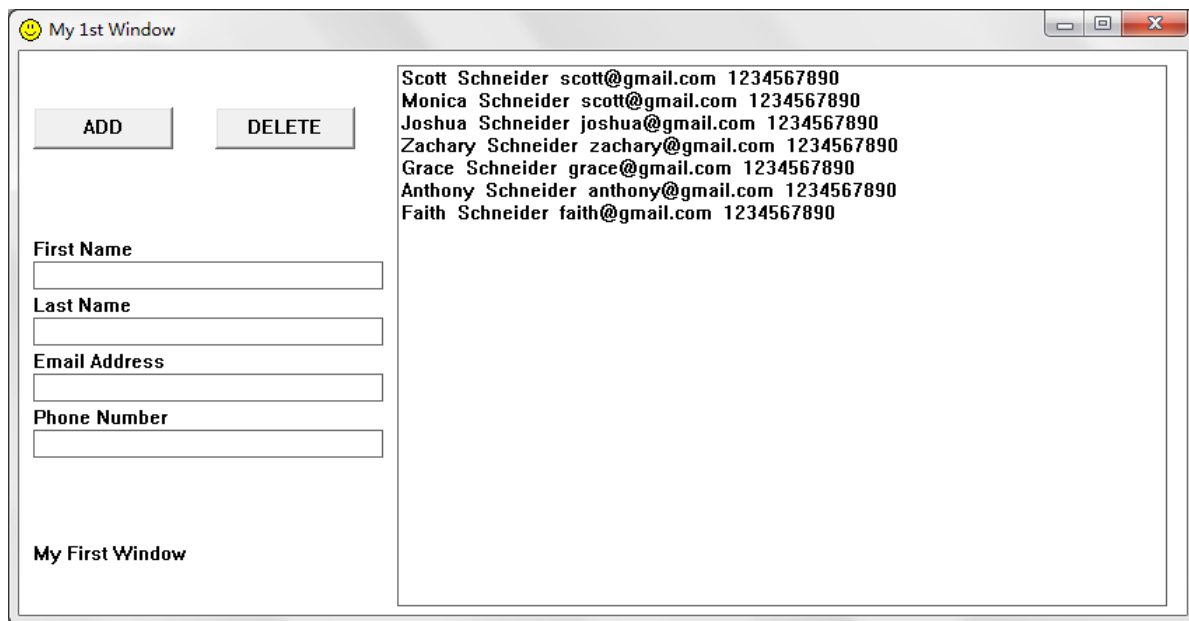 My 1st Window
ADD
DELETE
First Name
Last Name
Email Address
Phone Number
My First Window
Scott Schneider scott@gmail.com 1234567890
Monica Schneider scott@gmail.com 1234567890
Joshua Schneider joshua@gmail.com 1234567890
Zachary Schneider zachary@gmail.com 1234567890
Grace Schneider grace@gmail.com 1234567890
Anthony Schneider anthony@gmail.com 1234567890
Faith Schneider faith@gmail.com 1234567890